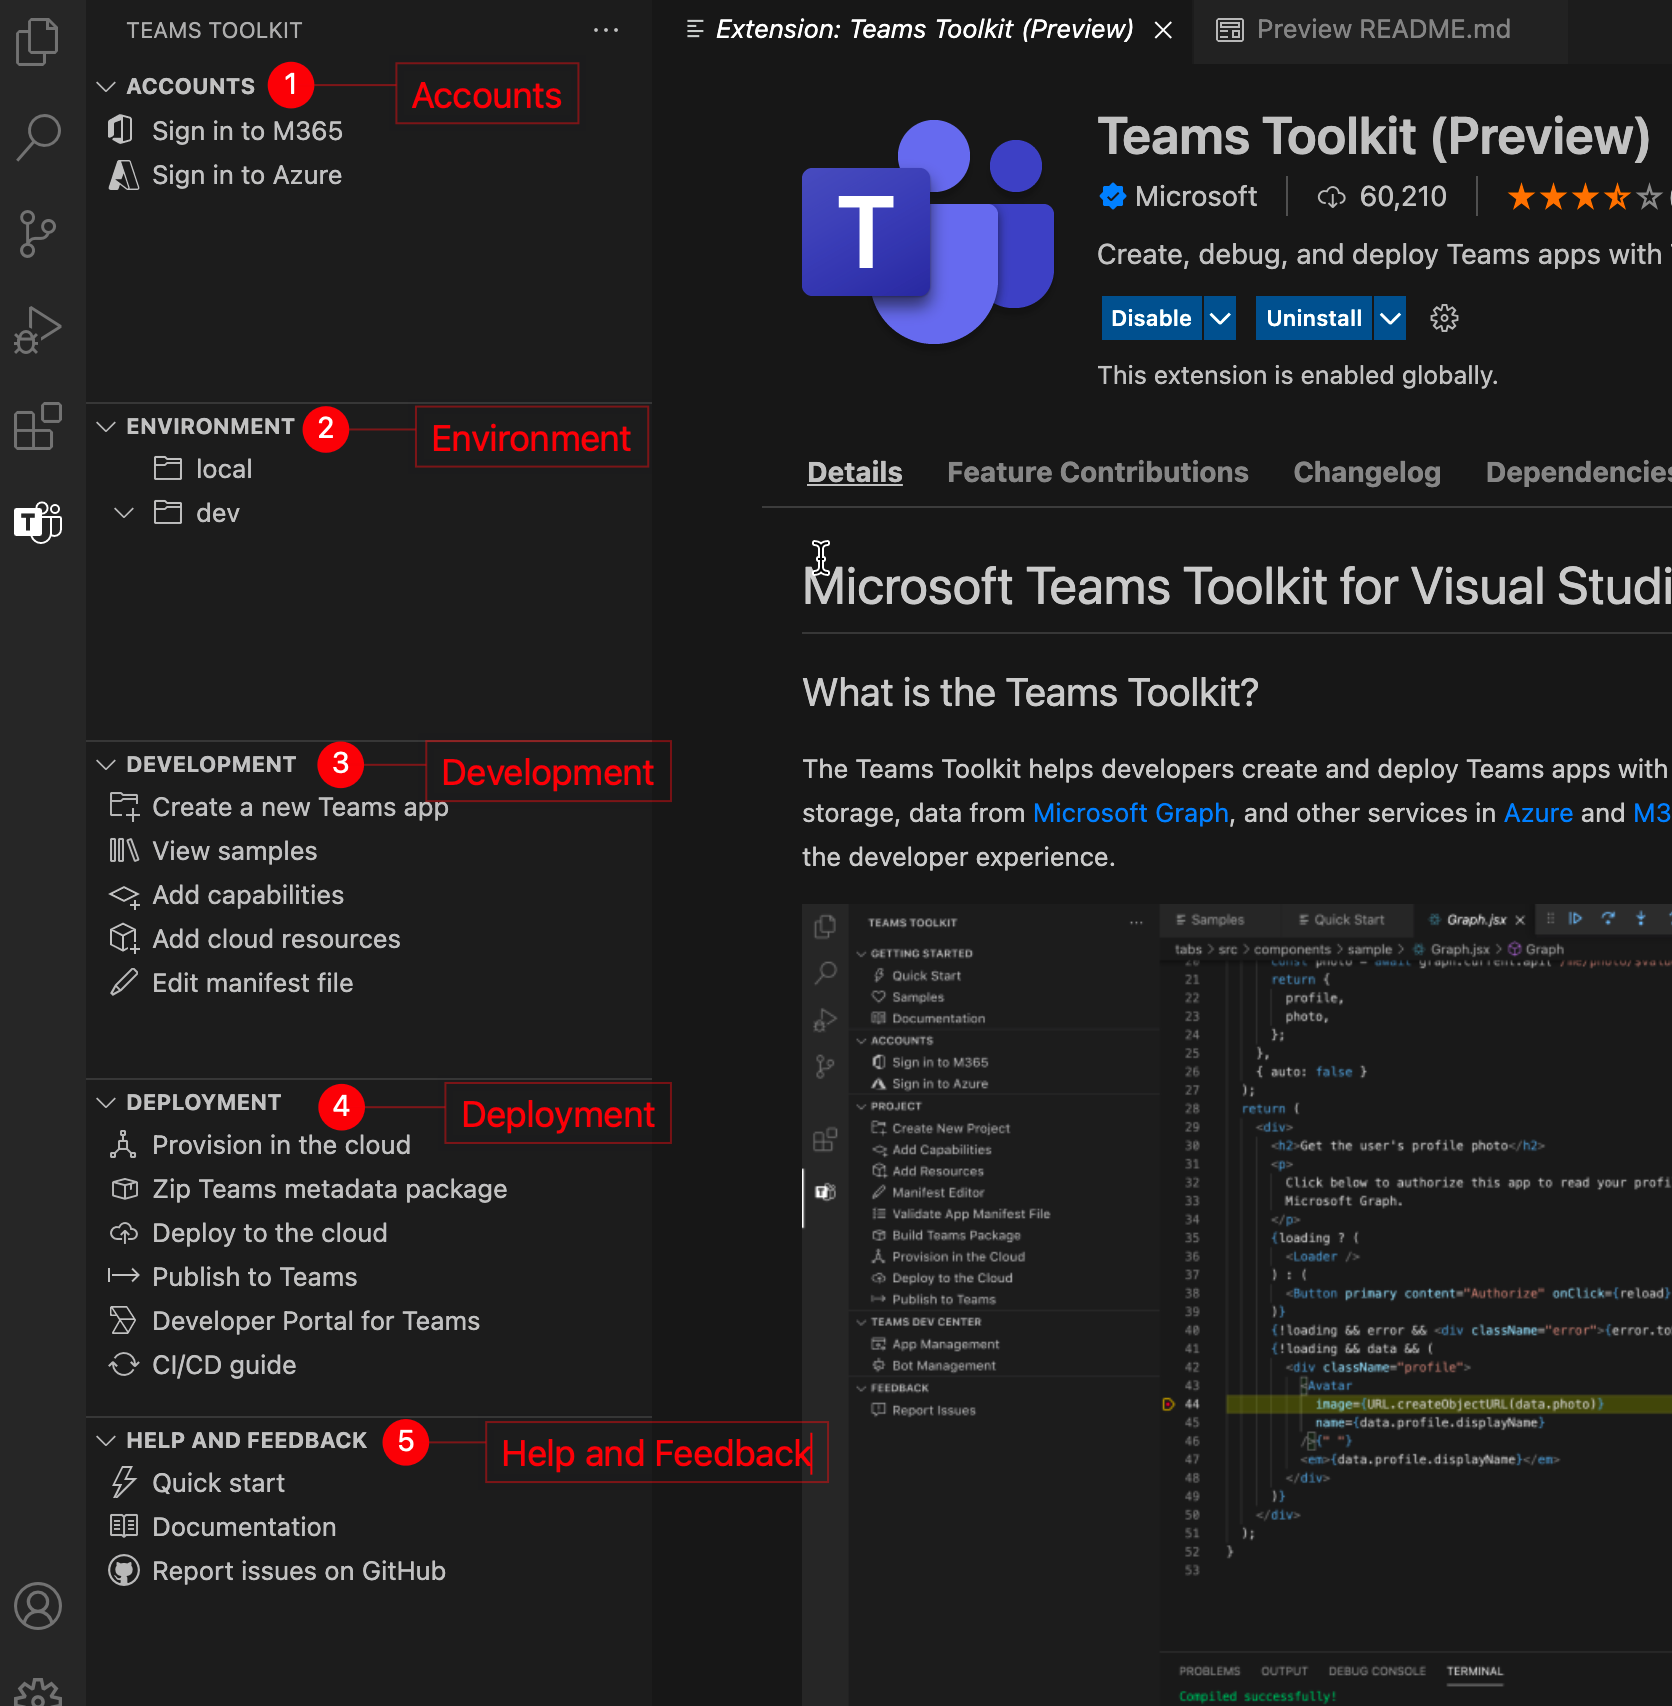 TEAMS TOOLKIT
ACCOUNTS 1 Accounts
Sign in to M365
Sign in to Azure
ENVIRONMENT 2 Environment
local
dev
DEVELOPMENT 3 Development
Create a new Teams app
View samples
Add capabilities
Add cloud resources
Edit manifest file
DEPLOYMENT 4 Deployment
Provision in the cloud
Zip Teams metadata package
Deploy to the cloud
Publish to Teams
Developer Portal for Teams
CI/CD guide
HELP AND FEEDBACK 5 Help and Feedback
Quick start
Documentation
Report issues on GitHub
Extension: Teams Toolkit (Preview)
Preview README.md
T
Teams Toolkit (Preview)
Microsoft 60,210
Create, debug, and deploy Teams apps with
Disable Uninstall
This extension is enabled globally.
Details Feature Contributions Changelog Dependencies
Microsoft Teams Toolkit for Visual Studi
What is the Teams Toolkit?
The Teams Toolkit helps developers create and deploy Teams apps with
storage, data from Microsoft Graph, and other services in Azure and M3
the developer experience.
TEAMS TOOLKIT
GETTING STARTED
Quick Start
Samples
Documentation
ACCOUNTS
Sign in to M365
Sign in to Azure
PROJECT
Create New Project
Add Capabilities
Add Resources
Manifest Editor
Validate App Manifest File
Build Teams Package
Provision in the Cloud
Deploy to the Cloud
Publish to Teams
TEAMS DEV CENTER
App Management
Bot Management
FEEDBACK
Report Issues
Samples Quick Start Graph.jsx
tabs > src > components > sample > Graph.jsx > Graph
21 return {
22 profile,
23 photo,
24 };
25 },
26 { auto: false }
27 );
28 return (
29 <div>
30 <h2>Get the user's profile photo</h2>
31 <p>
32 Click below to authorize this app to read your profi
33 Microsoft Graph.
34 </p>
35 {loading ? (
36 <Loader />
37 ) : (
38 <Button primary content="Authorize" onClick={reload}
39 )}
40 {!loading && error && <div className="error">{error.to
41 {!loading && data && (
42 <div className="profile">
43 <Avatar
44 image={URL.createObjectURL(data.photo)}
45 name={data.profile.displayName}
46 />{" "}
47 <em>{data.profile.displayName}</em>
48 </div>
49 )}
50 </div>
51 );
52 }
53
PROBLEMS OUTPUT DEBUG CONSOLE TERMINAL
Compiled successfully!